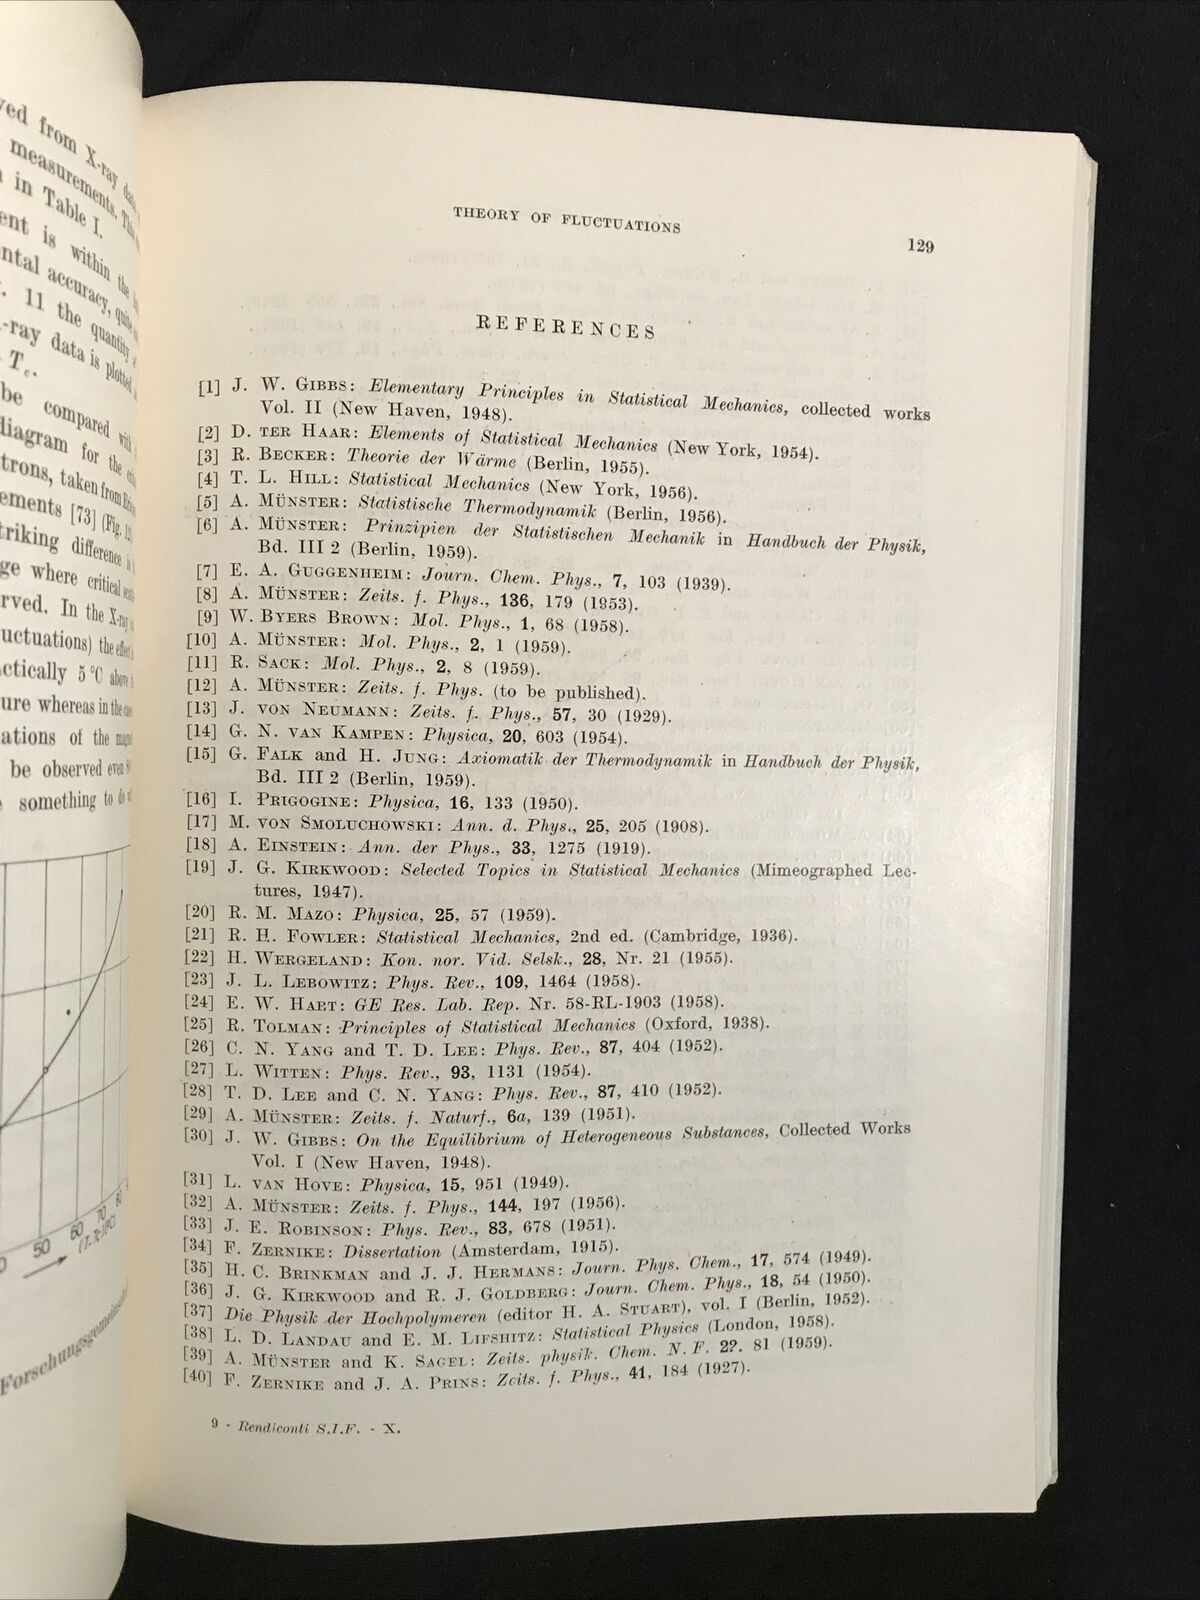 ved from X-ray data
measurements. This
in Table I.
ent is within the
ntal accuracy, quite
. 11 the quantity
x-ray data is plotted
T_c.
be compared with
diagram for the
trons, taken from
ements [73] (Fig. 12)
triking difference is
ge where critical
rved. In the X-ray
uctuations) the effect
ctically 5 °C above
ure whereas in the case
ations of the
be observed even
something to do
50
60
70
80
(T-Tc)(°C)
Forschungsgemeinschaft
THEORY OF FLUCTUATIONS
129
REFERENCES
[1] J. W. GIBBS: Elementary Principles in Statistical Mechanics, collected works
Vol. II (New Haven, 1948).
[2] D. TER HAAR: Elements of Statistical Mechanics (New York, 1954).
[3] R. BECKER: Theorie der Wärme (Berlin, 1955).
[4] T. L. HILL: Statistical Mechanics (New York, 1956).
[5] A. MÜNSTER: Statistische Thermodynamik (Berlin, 1956).
[6] A. MÜNSTER: Prinzipien der Statistischen Mechanik in Handbuch der Physik,
Bd. III 2 (Berlin, 1959).
[7] E. A. GUGGENHEIM: Journ. Chem. Phys., 7, 103 (1939).
[8] A. MÜNSTER: Zeits. f. Phys., 136, 179 (1953).
[9] W. BYERS BROWN: Mol. Phys., 1, 68 (1958).
[10] A. MÜNSTER: Mol. Phys., 2, 1 (1959).
[11] R. SACK: Mol. Phys., 2, 8 (1959).
[12] A. MÜNSTER: Zeits. f. Phys. (to be published).
[13] J. VON NEUMANN: Zeits. f. Phys., 57, 30 (1929).
[14] G. N. VAN KAMPEN: Physica, 20, 603 (1954).
[15] G. FALK and H. JUNG: Axiomatik der Thermodynamik in Handbuch der Physik,
Bd. III 2 (Berlin, 1959).
[16] I. PRIGOGINE: Physica, 16, 133 (1950).
[17] M. VON SMOLUCHOWSKI: Ann. d. Phys., 25, 205 (1908).
[18] A. EINSTEIN: Ann. der Phys., 33, 1275 (1919).
[19] J. G. KIRKWOOD: Selected Topics in Statistical Mechanics (Mimeographed Lec-
tures, 1947).
[20] R. M. MAZO: Physica, 25, 57 (1959).
[21] R. H. FOWLER: Statistical Mechanics, 2nd ed. (Cambridge, 1936).
[22] H. WERGELAND: Kon. nor. Vid. Selsk., 28, Nr. 21 (1955).
[23] J. L. LEBOWITZ: Phys. Rev., 109, 1464 (1958).
[24] E. W. HART: GE Res. Lab. Rep. Nr. 58-RL-1903 (1958).
[25] R. TOLMAN: Principles of Statistical Mechanics (Oxford, 1938).
[26] C. N. YANG and T. D. LEE: Phys. Rev., 87, 404 (1952).
[27] L. WITTEN: Phys. Rev., 93, 1131 (1954).
[28] T. D. LEE and C. N. YANG: Phys. Rev., 87, 410 (1952).
[29] A. MÜNSTER: Zeits. f. Naturf., 6a, 139 (1951).
[30] J. W. GIBBS: On the Equilibrium of Heterogeneous Substances, Collected Works
Vol. I (New Haven, 1948).
[31] L. VAN HOVE: Physica, 15, 951 (1949).
[32] A. MÜNSTER: Zeits. f. Phys., 144, 197 (1956).
[33] J. E. ROBINSON: Phys. Rev., 83, 678 (1951).
[34] F. ZERNIKE: Dissertation (Amsterdam, 1915).
[35] H. C. BRINKMAN and J. J. HERMANS: Journ. Phys. Chem., 17, 574 (1949).
[36] J. G. KIRKWOOD and R. J. GOLDBERG: Journ. Chem. Phys., 18, 54 (1950).
[37] Die Physik der Hochpolymeren (editor H. A. STUART), vol. I (Berlin, 1952).
[38] L. D. LANDAU and E. M. LIFSHITZ: Statistical Physics (London, 1958).
[39] A. MÜNSTER and K. SAGEL: Zeits. physik. Chem. N. F. 81 (1959).
[40] F. ZERNIKE and J. A. PRINS: Zeits. f. Phys., 41, 184 (1927).
9 - Rendiconti S.I.F. - X.